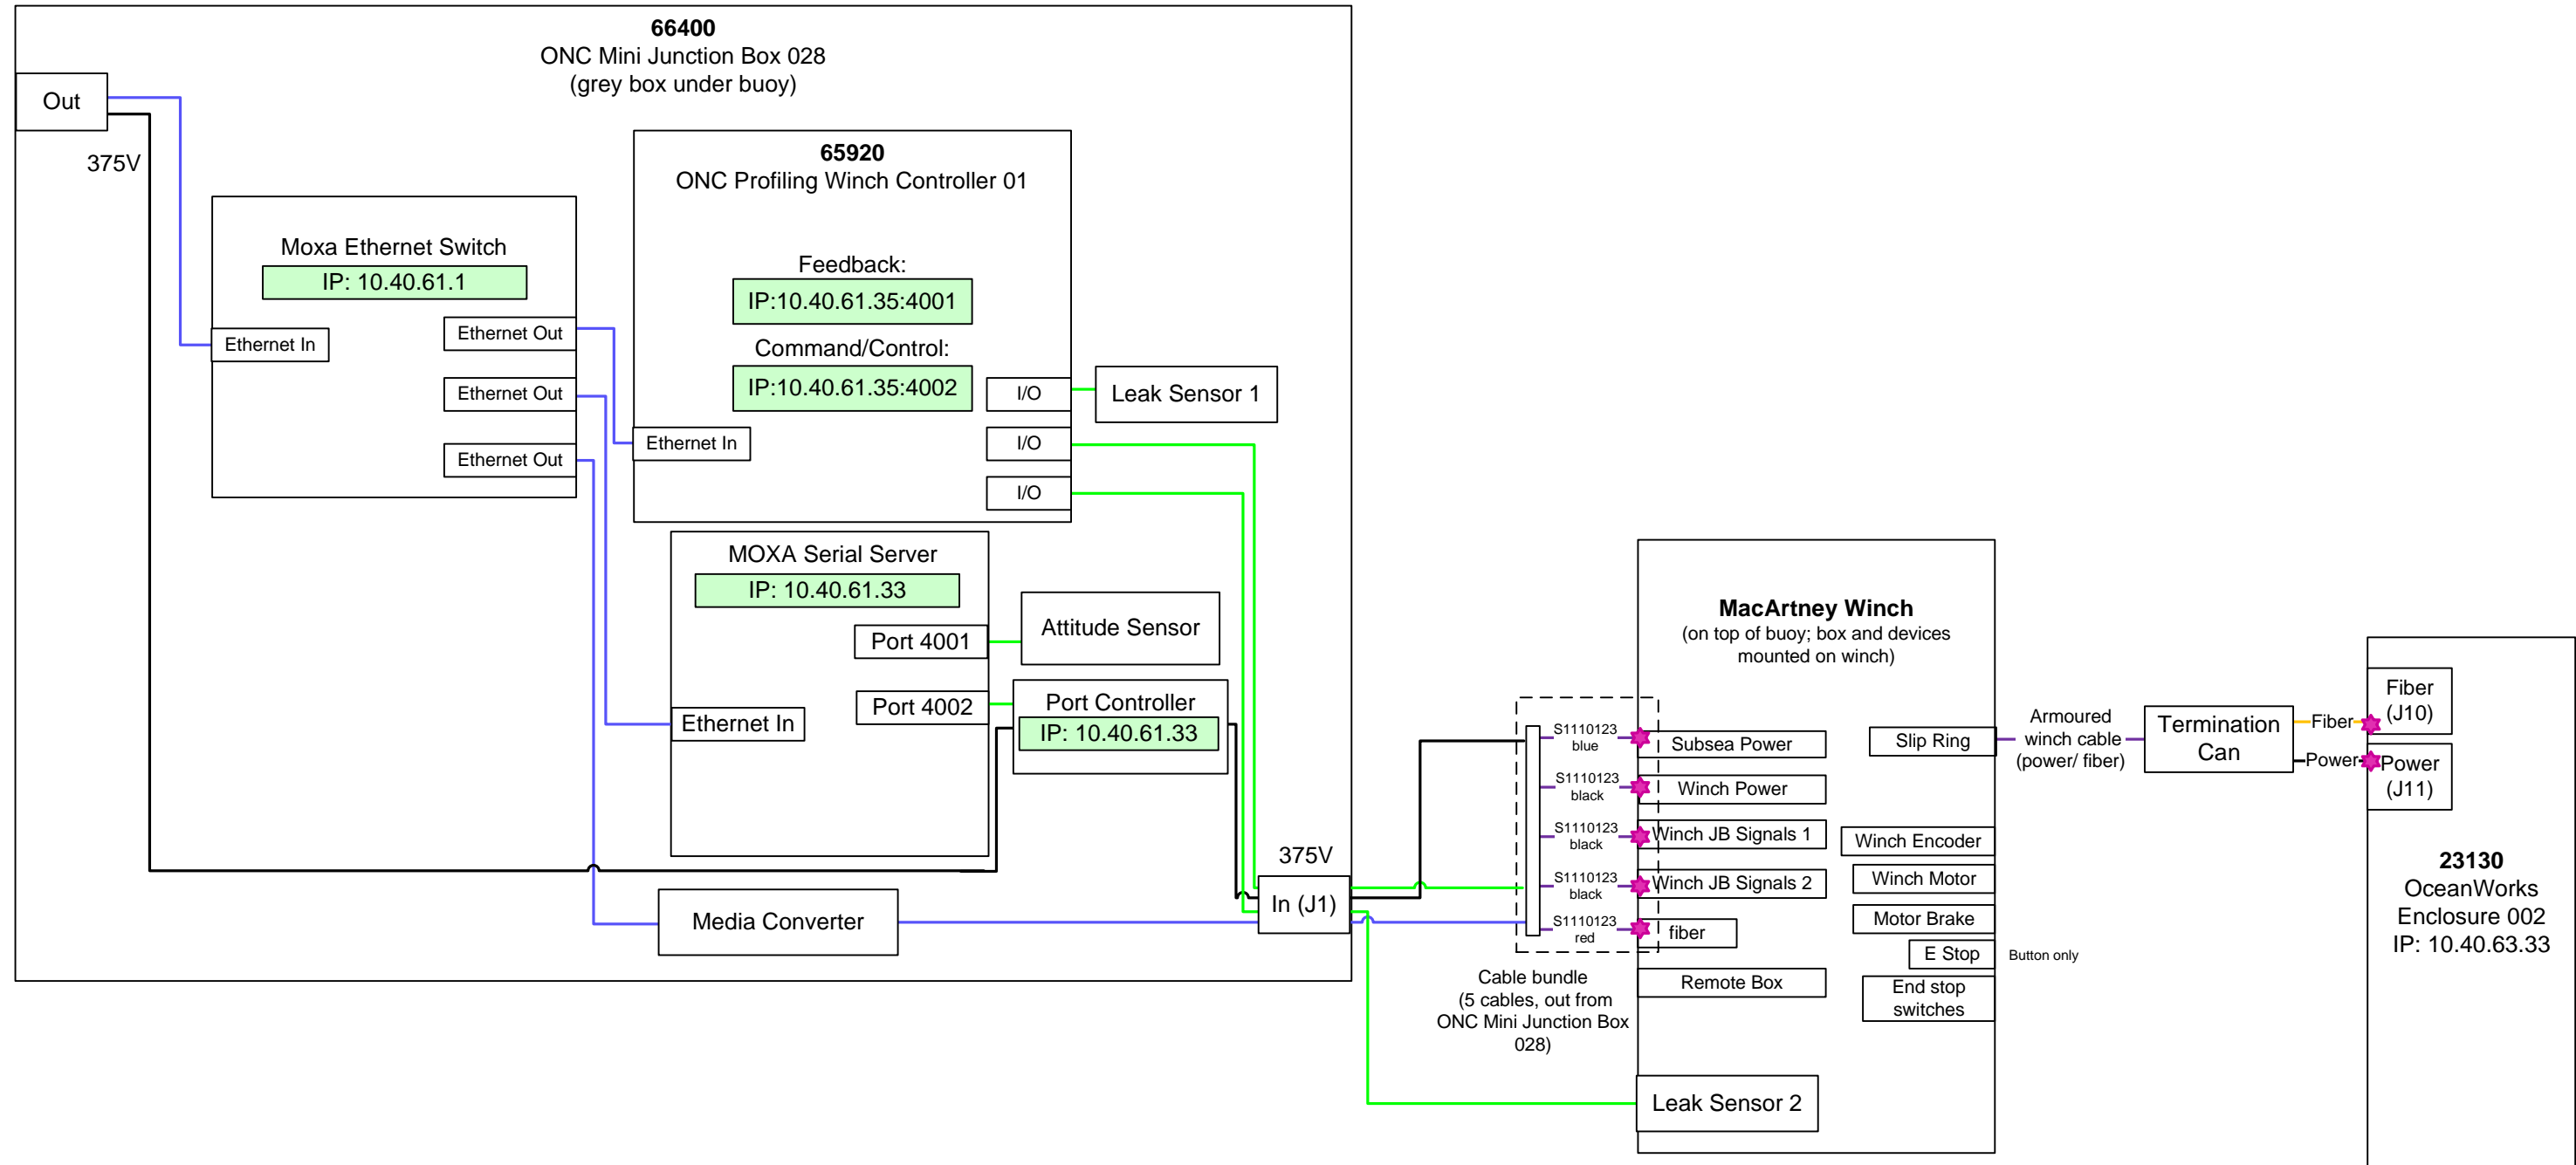 66400
ONC Mini Junction Box 028
(grey box under buoy)
Out
375V
Moxa Ethernet Switch
IP: 10.40.61.1
Ethernet In
Ethernet Out
Ethernet Out
Ethernet Out
65920
ONC Profiling Winch Controller 01
Feedback:
IP:10.40.61.35:4001
Command/Control:
IP:10.40.61.35:4002
Ethernet In
I/O
I/O
I/O
Leak Sensor 1
MOXA Serial Server
IP: 10.40.61.33
Port 4001
Port 4002
Ethernet In
Attitude Sensor
Port Controller
IP: 10.40.61.33
Media Converter
375V
In (J1)
S1110123
blue
S1110123
black
S1110123
black
S1110123
black
S1110123
red
Cable bundle
(5 cables, out from
ONC Mini Junction Box
028)
MacArtney Winch
(on top of buoy; box and devices
mounted on winch)
Subsea Power
Winch Power
Winch JB Signals 1
Winch JB Signals 2
fiber
Remote Box
Leak Sensor 2
Slip Ring
Winch Encoder
Winch Motor
Motor Brake
E Stop
Button only
End stop
switches
Armoured
winch cable
(power/ fiber)
Termination
Can
Fiber
Power
Fiber
(J10)
Power
(J11)
23130
OceanWorks
Enclosure 002
IP: 10.40.63.33